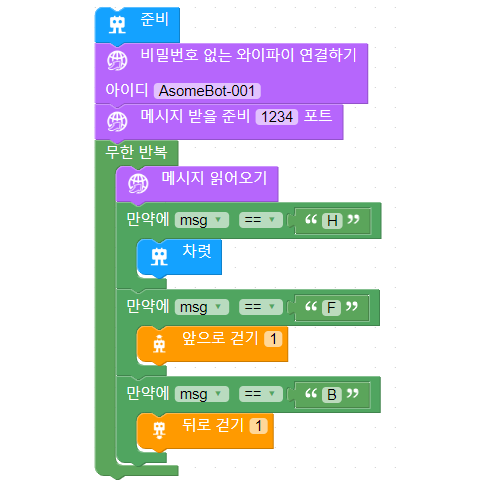 준비
비밀번호 없는 와이파이 연결하기
아이디 AsomeBot-001
메시지 받을 준비 1234 포트
무한 반복
메시지 읽어오기
만약에 msg == “ H ”
차렷
만약에 msg == “ F ”
앞으로 걷기 1
만약에 msg == “ B ”
뒤로 걷기 1